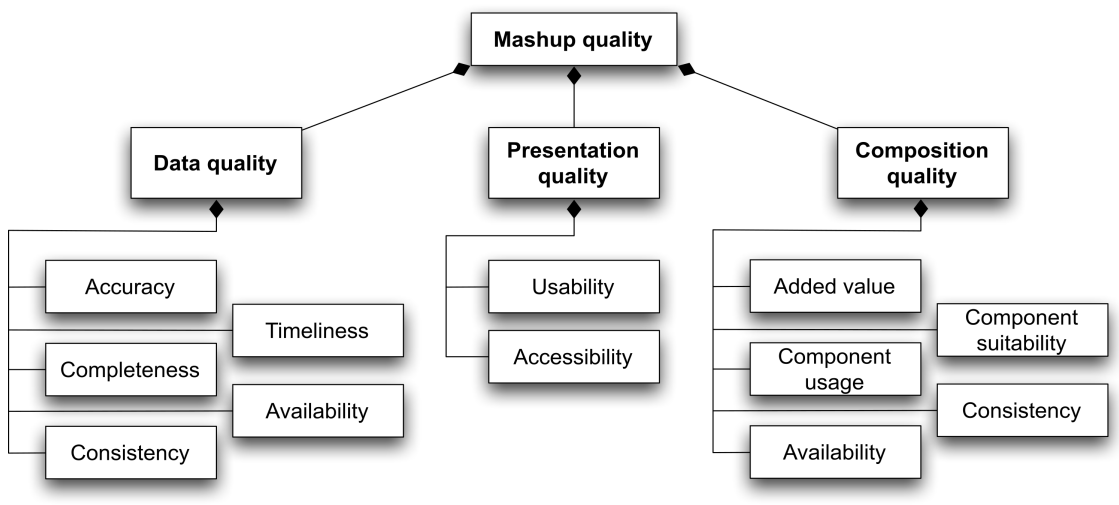 Mashup quality
Data quality
Presentation
quality
Composition
quality
Accuracy
Timeliness
Completeness
Availability
Consistency
Usability
Accessibility
Added value
Component
suitability
Component
usage
Consistency
Availability